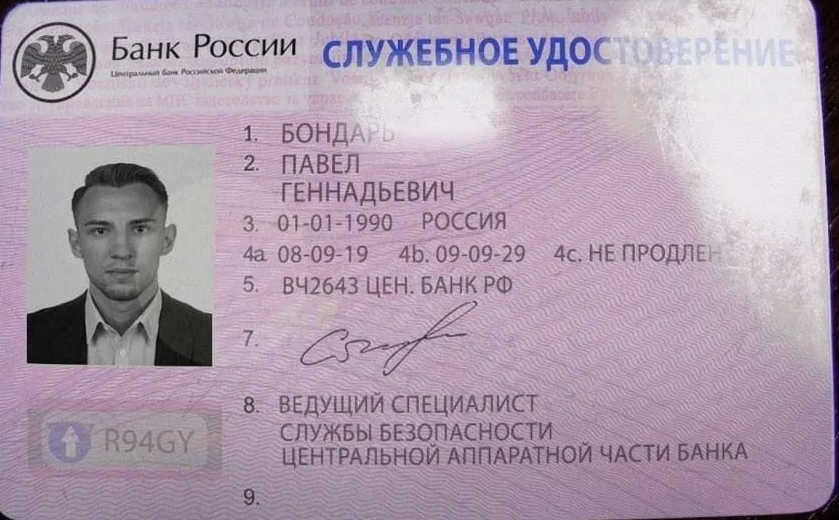 Банк России
Центральный банк Российской Федерации
СЛУЖЕБНОЕ УДОСТОВЕРЕНИЕ
1. БОНДАРЬ
2. ПАВЕЛ
ГЕННАДЬЕВИЧ
3. 01-01-1990 РОССИЯ
4a 08-09-19 4b. 09-09-29 4c. НЕ ПРОДЛЕН
5. ВЧ2643 ЦЕН. БАНК РФ
7.
8. ВЕДУЩИЙ СПЕЦИАЛИСТ
СЛУЖБЫ БЕЗОПАСНОСТИ
ЦЕНТРАЛЬНОЙ АППАРАТНОЙ ЧАСТИ БАНКА
R94GY
9.